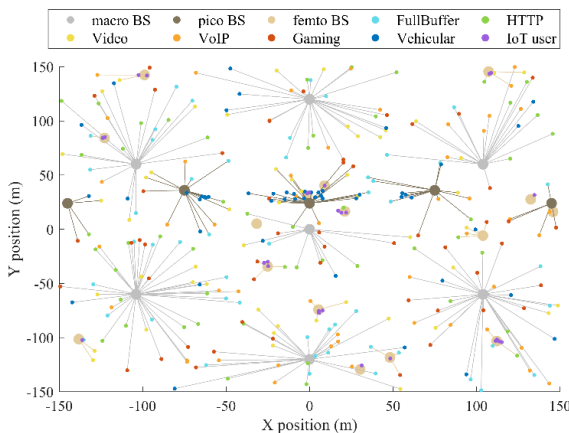 macro BS pico BS femto BS FullBuffer HTTP
Video VoIP Gaming Vehicular IoT user
150
100
50
0
-50
-100
-150
Y position (m)
-150 -100 -50 0 50 100 150
X position (m)